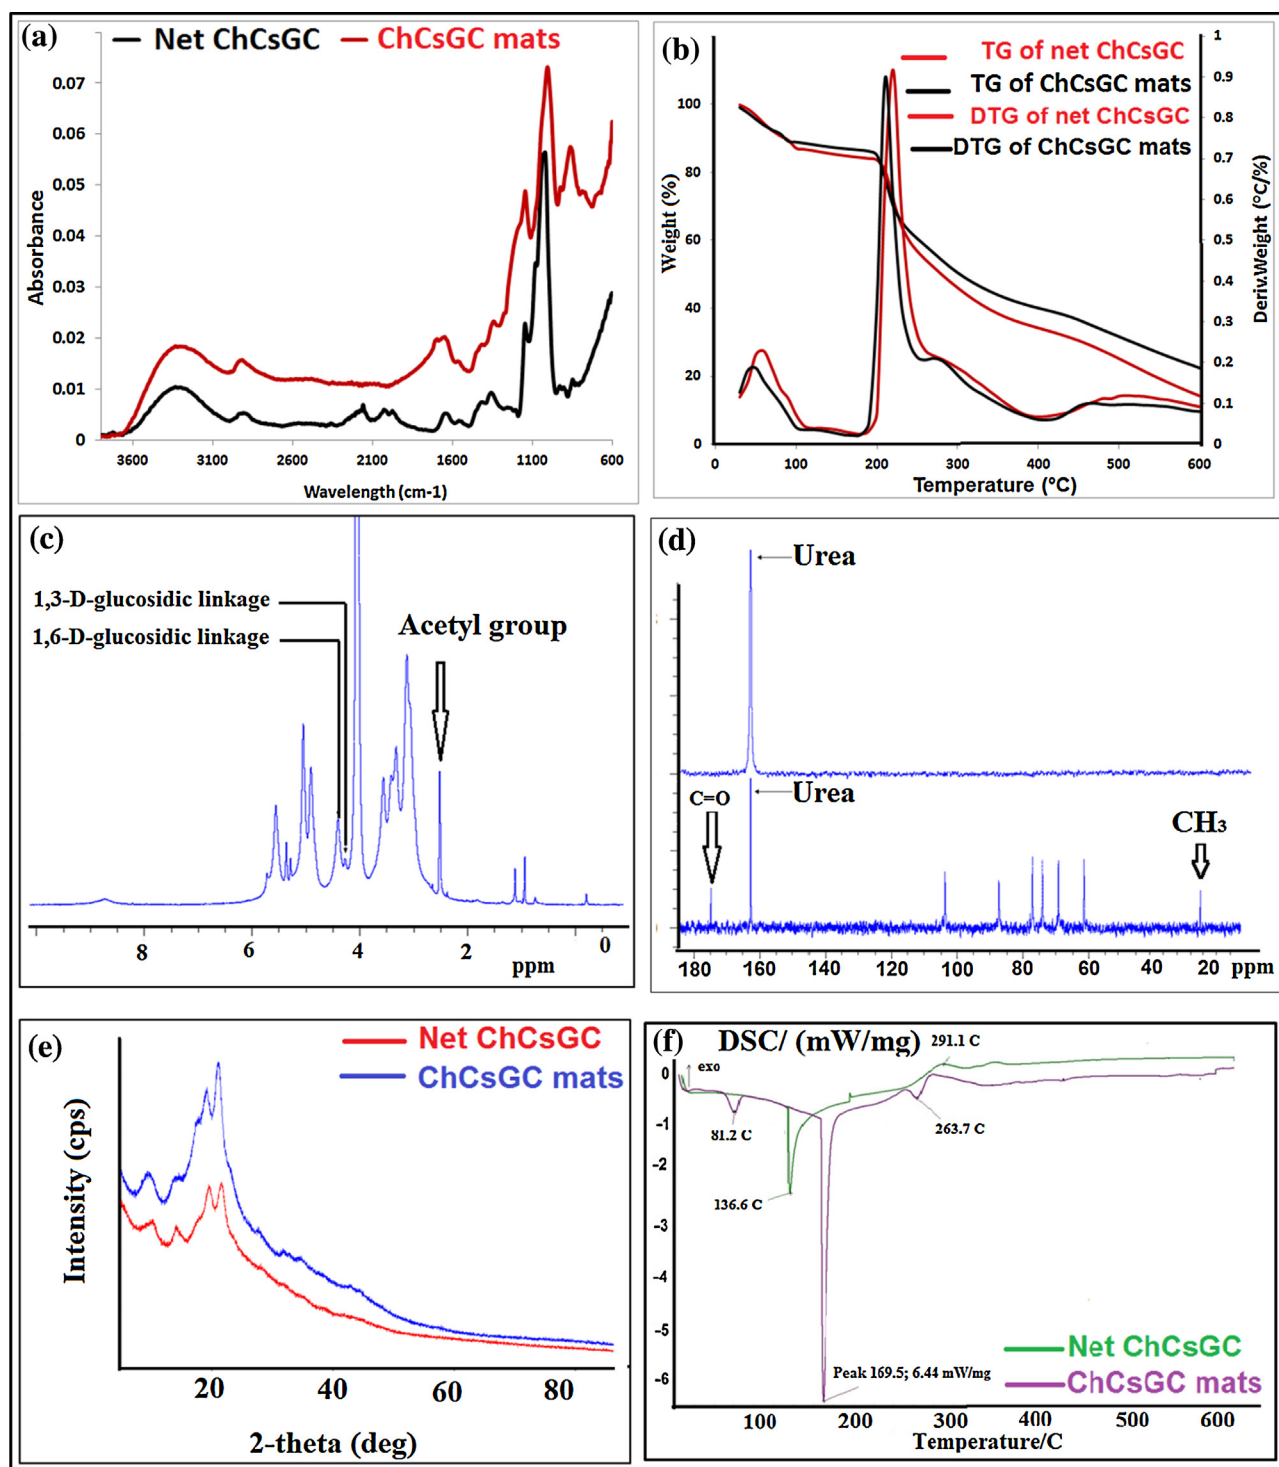 (a)
Net ChCsGC
ChCsGC mats
0.07
0.06
0.05
0.04
0.03
0.02
0.01
0
Absorbance
3600 3100 2600 2100 1600 1100 600
Wavelength (cm-1)
(b)
TG of net ChCsGC
TG of ChCsGC mats
DTG of net ChCsGC
DTG of ChCsGC mats
100
80
60
40
20
0
Weight (%)
1
0.9
0.8
0.7
0.6
0.5
0.4
0.3
0.2
0.1
0
Deriv.Weight (°C/%)
0 100 200 300 400 500 600
Temperature (°C)
(c)
1,3-D-glucosidic linkage
1,6-D-glucosidic linkage
Acetyl group
8 6 4 2 0
ppm
(d)
Urea
Urea
C=O
CH3
180 160 140 120 100 80 60 40 20 ppm
(e)
Net ChCsGC
ChCsGC mats
Intensity (cps)
20 40 60 80
2-theta (deg)
(f)
DSC/ (mW/mg)
291.1 C
exo
81.2 C
263.7 C
136.6 C
Peak 169.5; 6.44 mW/mg
0
-1
-2
-3
-4
-5
-6
Net ChCsGC
ChCsGC mats
100 200 300 400 500 600
Temperature/C